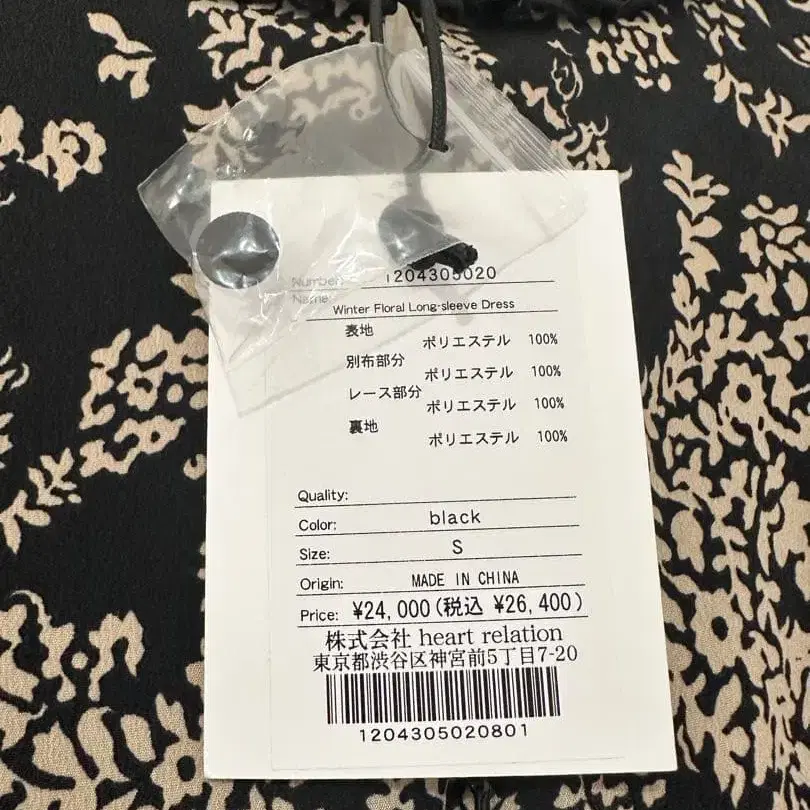 Number: 1204305020
Name: Winter Floral Long-sleeve Dress
表地 ポリエステル 100%
別布部分 ポリエステル 100%
レース部分 ポリエステル 100%
裏地 ポリエステル 100%
Quality:
Color: black
Size: S
Origin: MADE IN CHINA
Price: ¥24,000(税込 ¥26,400)
株式会社 heart relation
東京都渋谷区神宮前5丁目7-20
1204305020801